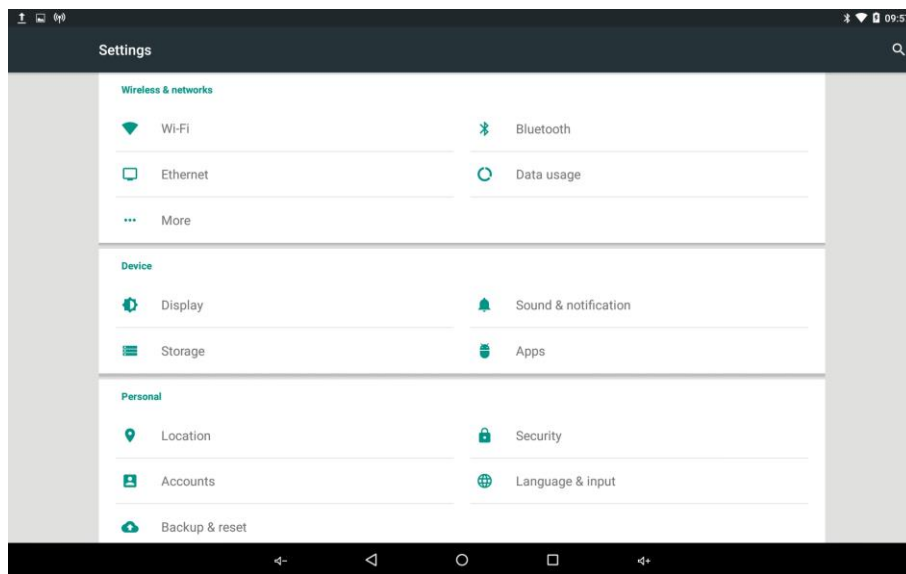 09:5
Settings
Wireless & networks
Wi-Fi
Bluetooth
Ethernet
Data usage
More
Device
Display
Sound & notification
Storage
Apps
Personal
Location
Security
Accounts
Language & input
Backup & reset